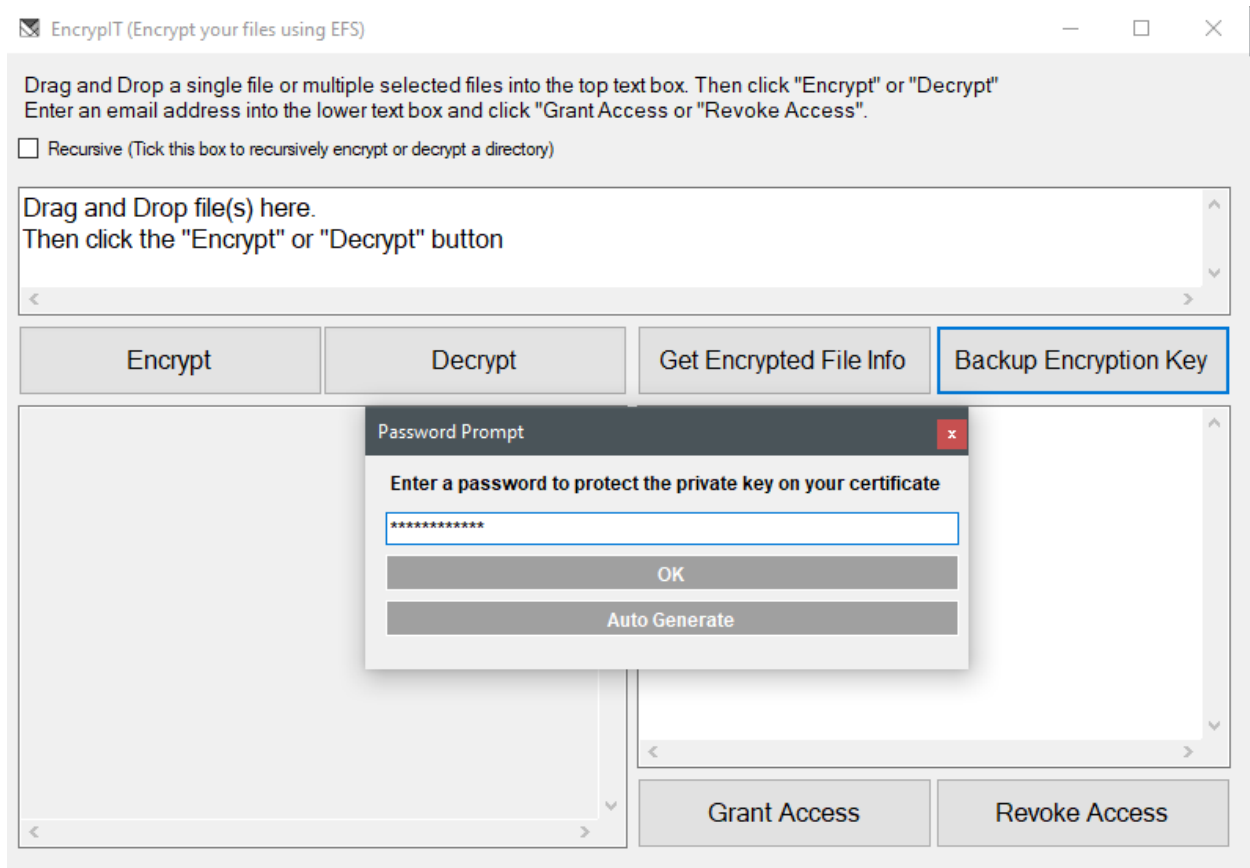 EncrypIT (Encrypt your files using EFS)
Drag and Drop a single file or multiple selected files into the top text box. Then click "Encrypt" or "Decrypt"
Enter an email address into the lower text box and click "Grant Access or "Revoke Access".
Recursive (Tick this box to recursively encrypt or decrypt a directory)
Drag and Drop file(s) here.
Then click the "Encrypt" or "Decrypt" button
Encrypt
Decrypt
Get Encrypted File Info
Backup Encryption Key
Password Prompt
x
Enter a password to protect the private key on your certificate
************
OK
Auto Generate
Grant Access
Revoke Access